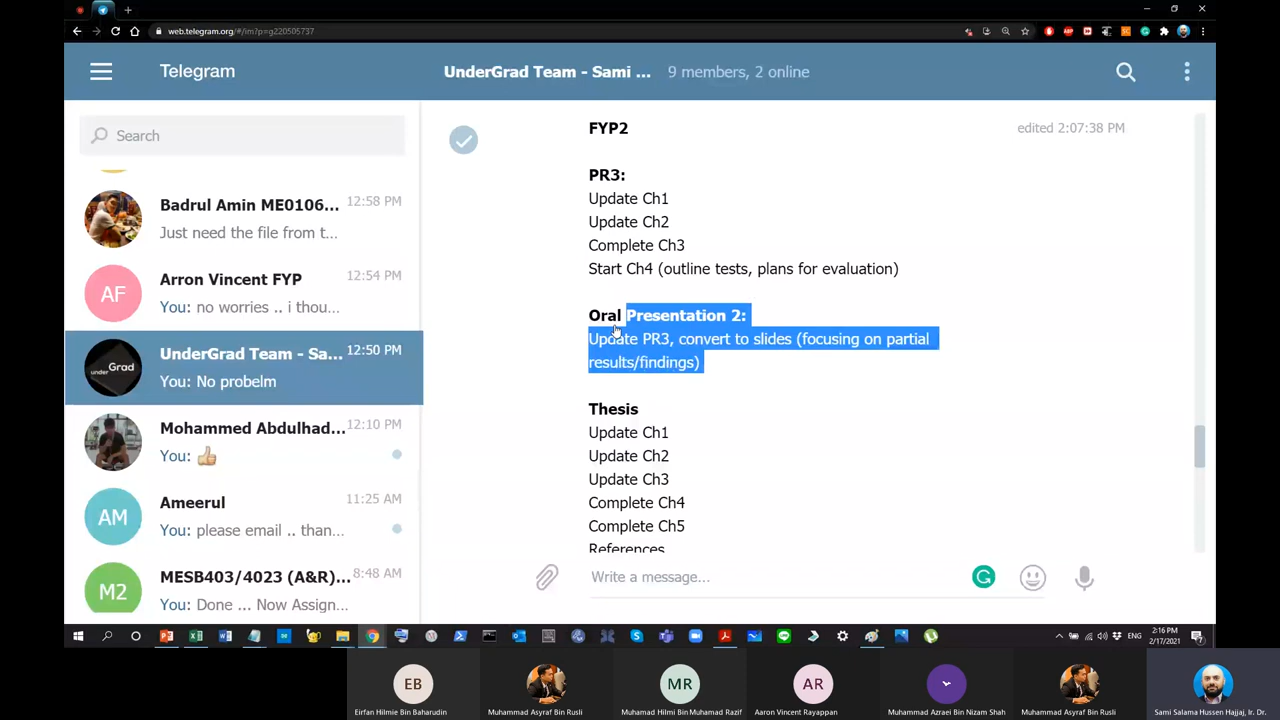 web.telegram.org/#/im?p=g220505737
Telegram
UnderGrad Team - Sami ...
9 members, 2 online
Search
Badrul Amin ME0106...
12:58 PM
Just need the file from t...
AF
Arron Vincent FYP
12:54 PM
You: no worries .. i thou...
underGrad
UnderGrad Team - Sa...
12:50 PM
You: No probelm
Mohammed Abdulhad...
12:10 PM
You: 👍
AM
Ameerul
11:25 AM
You: please email .. than...
M2
MESB403/4023 (A&R)...
8:48 AM
You: Done ... Now Assign...
FYP2
edited 2:07:38 PM
PR3:
Update Ch1
Update Ch2
Complete Ch3
Start Ch4 (outline tests, plans for evaluation)
Oral Presentation 2:
Update PR3, convert to slides (focusing on partial
results/findings)
Thesis
Update Ch1
Update Ch2
Update Ch3
Complete Ch4
Complete Ch5
References
Write a message...
ENG
2:16 PM
2/17/2021
EB
MR
AR
Eirfan Hilmie Bin Baharudin
Muhammad Asyraf Bin Rusli
Muhamad Hilmi Bin Muhamad Razif
Aaron Vincent Rayappan
Muhammad Azraei Bin Nizam Shah
Muhammad Asyraf Bin Rusli
Sami Salama Hussen Hajjaj, Ir. Dr.